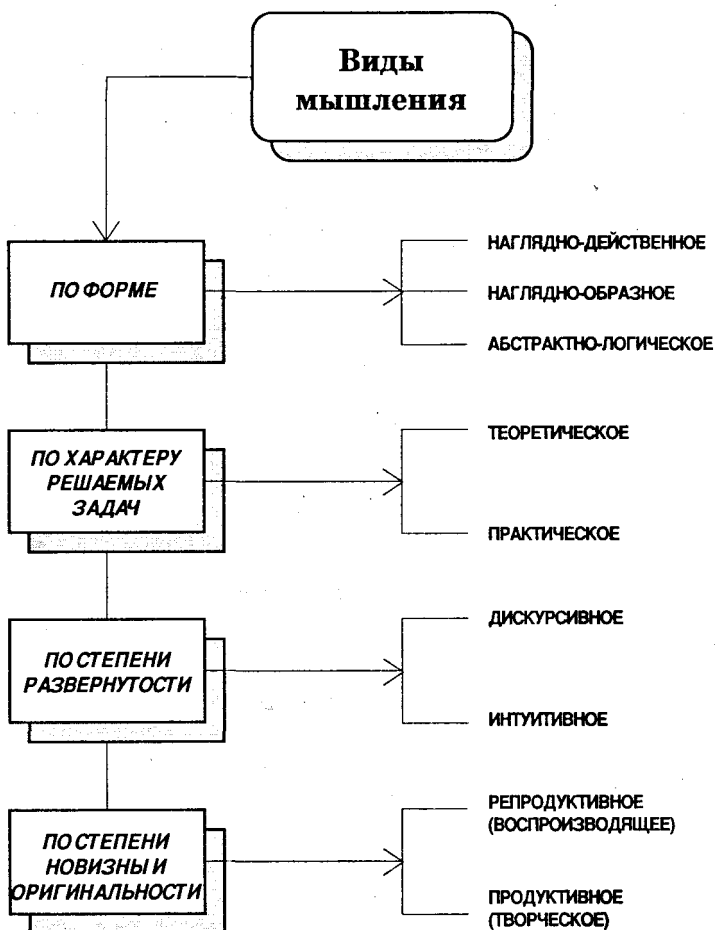 Виды
мышления
ПО ФОРМЕ
НАГЛЯДНО-ДЕЙСТВЕННОЕ
НАГЛЯДНО-ОБРАЗНОЕ
АБСТРАКТНО-ЛОГИЧЕСКОЕ
ПО ХАРАКТЕРУ
РЕШАЕМЫХ
ЗАДАЧ
ТЕОРЕТИЧЕСКОЕ
ПРАКТИЧЕСКОЕ
ПО СТЕПЕНИ
РАЗВЕРНУТОСТИ
ДИСКУРСИВНОЕ
ИНТУИТИВНОЕ
ПО СТЕПЕНИ
НОВИЗНЫ И
ОРИГИНАЛЬНОСТИ
РЕПРОДУКТИВНОЕ
(ВОСПРОИЗВОДЯЩЕЕ)
ПРОДУКТИВНОЕ
(ТВОРЧЕСКОЕ)